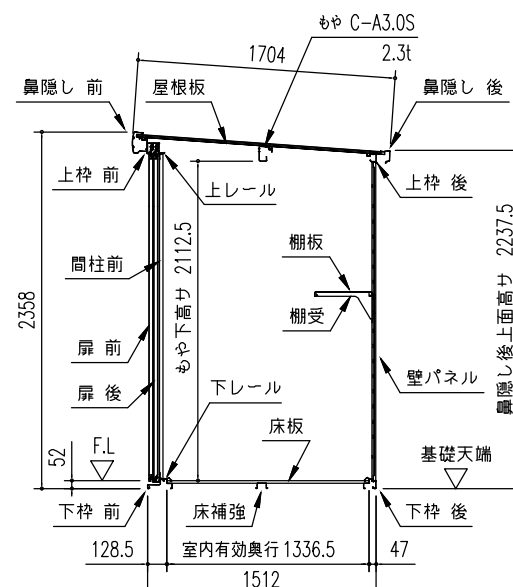 もや C-A3.0S
2.3t
1704
鼻隠し 前
屋根板
鼻隠し 後
上枠 前
上レール
上枠 後
間柱前
もや下高サ 2112.5
棚板
棚受
2358
鼻隠し後上面高サ 2237.5
扉 前
扉 後
壁パネル
下レール
床板
F.L
52
基礎天端
下枠 前
床補強
下枠 後
128.5
室内有効奥行 1336.5
47
1512